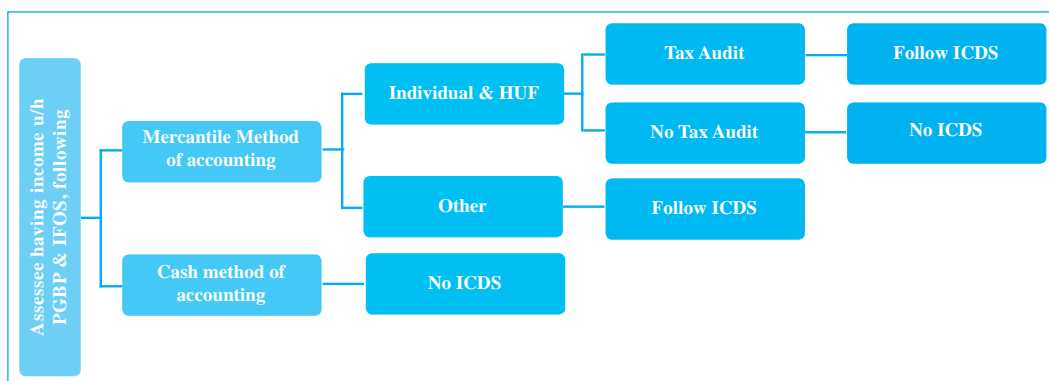 Assessee having income u/h
PGBP & IFOS, following
Mercantile Method
of accounting
Cash method of
accounting
Individual & HUF
Other
No ICDS
Tax Audit
No Tax Audit
Follow ICDS
Follow ICDS
No ICDS